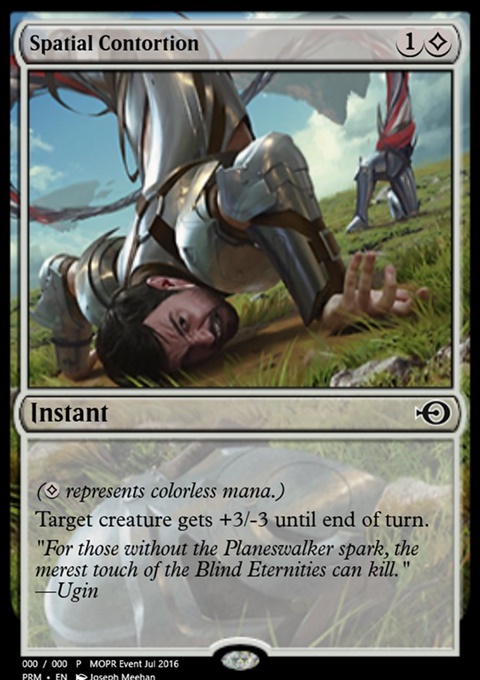 Spatial Contortion 1
Instant
( represents colorless mana.)
Target creature gets +3/-3 until end of turn.
"For those without the Planeswalker spark, the
merest touch of the Blind Eternities can kill."
—Ugin
000 / 000 P MOPR Event Jul 2016
PRM • EN Joseph Meehan